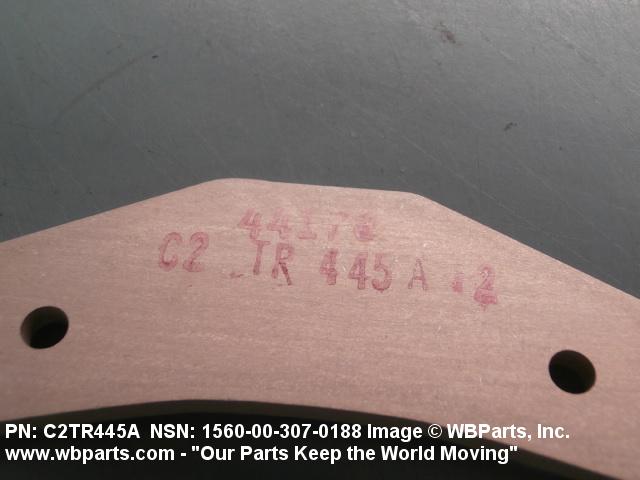 C2 TR 445 A
PN: C2TR445A NSN: 1560-00-307-0188 Image © WBParts, Inc.
www.wbparts.com - "Our Parts Keep the World Moving"